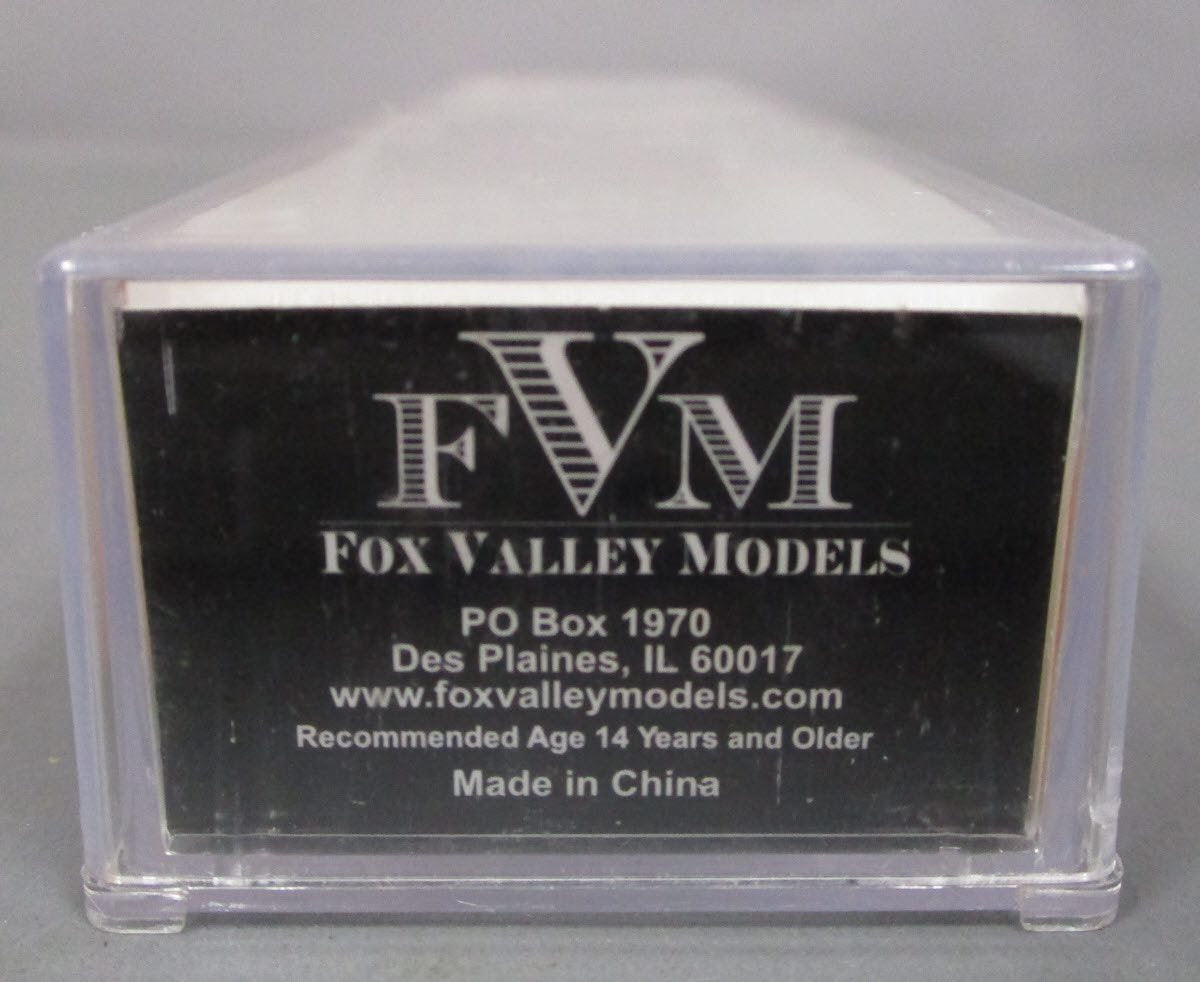 FVM
FOX VALLEY MODELS
PO Box 1970
Des Plaines, IL 60017
www.foxvalleymodels.com
Recommended Age 14 Years and Older
Made in China